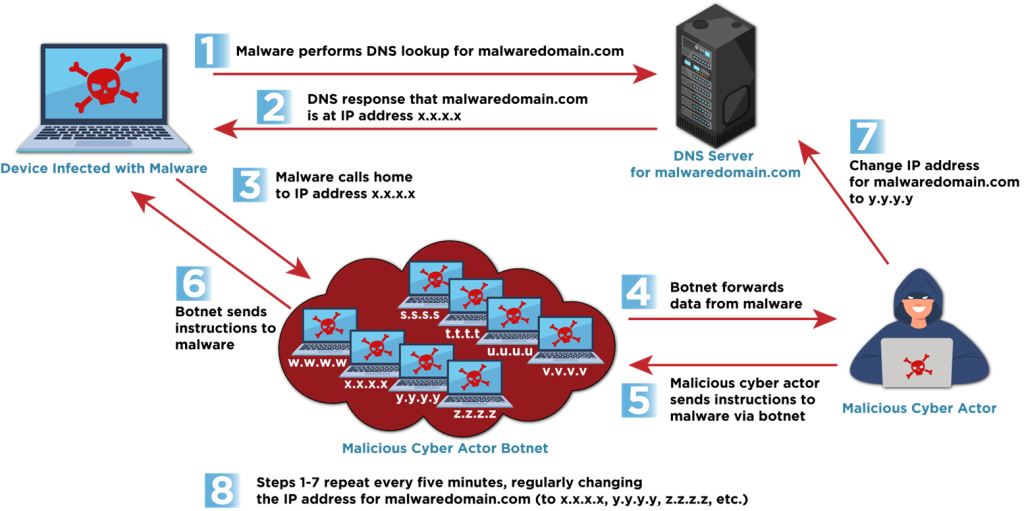 1
Malware performs DNS lookup for malwaredomain.com
2
DNS response that malwaredomain.com
is at IP address x.x.x.x
Device Infected with Malware
DNS Server
for malwaredomain.com
7
Change IP address
for malwaredomain.com
to y.y.y.y
3
Malware calls home
to IP address x.x.x.x
6
Botnet sends
instructions to
malware
s.s.s.s
t.t.t.t
u.u.u.u
v.v.v.v
w.w.w.w
x.x.x.x
y.y.y.y
z.z.z.z
4
Botnet forwards
data from malware
5
Malicious cyber actor
sends instructions to
malware via botnet
Malicious Cyber Actor
Malicious Cyber Actor Botnet
8
Steps 1-7 repeat every five minutes, regularly changing
the IP address for malwaredomain.com (to x.x.x.x, y.y.y.y, z.z.z.z, etc.)